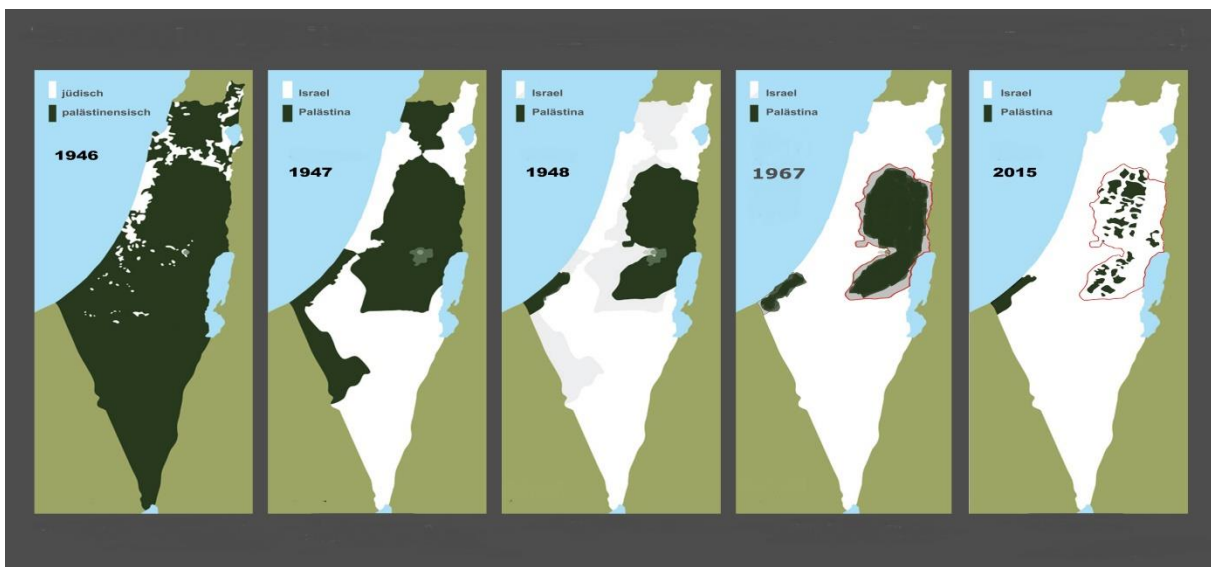 jüdisch
palästinensisch
1946
Israel
Palästina
1947
Israel
Palästina
1948
Israel
Palästina
1967
Israel
Palästina
2015